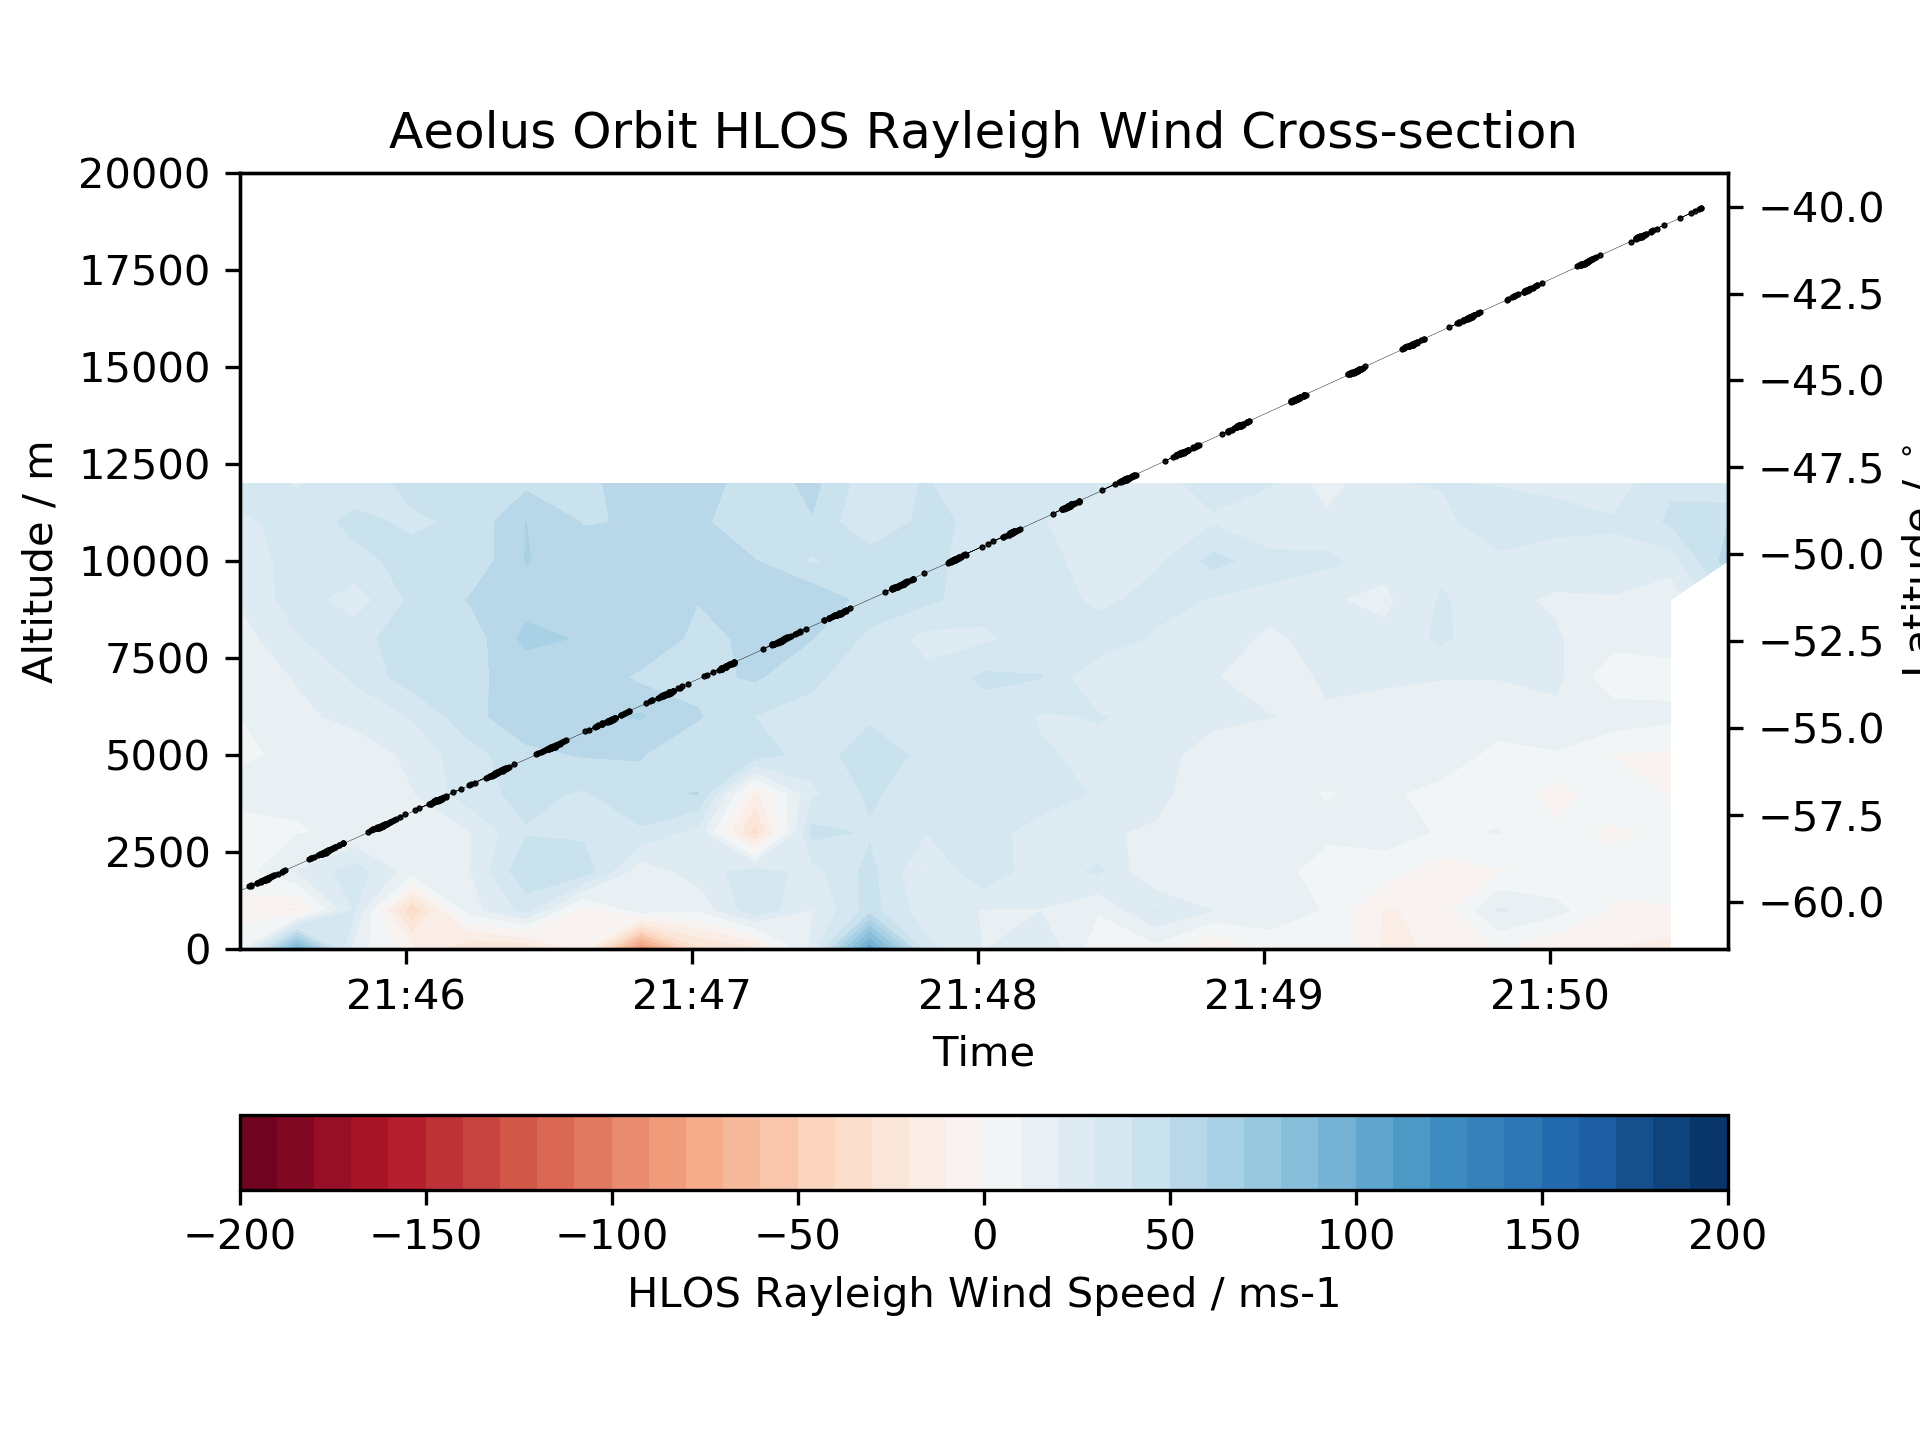 Aeolus Orbit HLOS Rayleigh Wind Cross-section
Altitude / m
20000
17500
15000
12500
10000
7500
5000
2500
0
−40.0
−42.5
−45.0
−47.5
−50.0
−52.5
−55.0
−57.5
−60.0
Latitude / °
21:46 21:47 21:48 21:49 21:50
Time
−200 −150 −100 −50 0 50 100 150 200
HLOS Rayleigh Wind Speed / ms-1